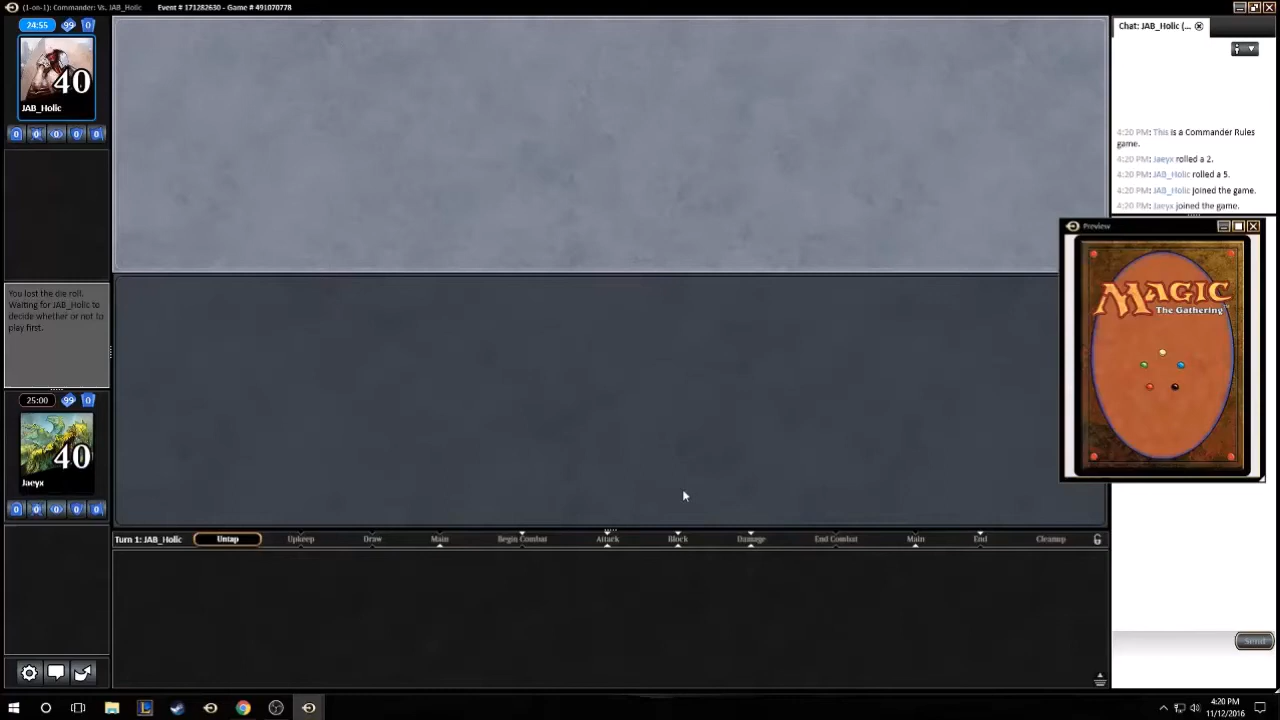 (1-on-1) Commander: Vs. JAB_Holic Event # 171282630 - Game # 491070778
24:55 99 0
40
JAB_Holic
0 0 0 0 0
You lost the die roll.
Waiting for JAB_Holic to
decide whether or not to
play first.
25:00 99 0
40
Jaeyx
0 0 0 0 0
Turn 1: JAB_Holic Untap Upkeep Draw Main Begin Combat Attack Block Damage End Combat Main End Cleanup
Chat: JAB_Holic (...
4:20 PM: This is a Commander Rules
game.
4:20 PM: Jaeyx rolled a 2.
4:20 PM: JAB_Holic rolled a 5.
4:20 PM: JAB_Holic joined the game.
4:20 PM: Jaeyx joined the game.
Preview
MAGIC
The Gathering
Send
4:20 PM
11/12/2016